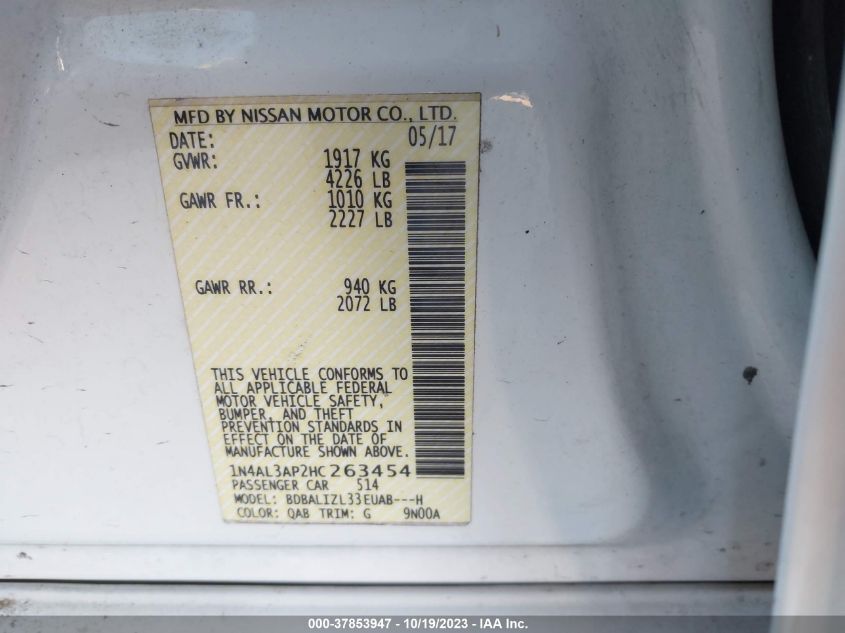 MFD BY NISSAN MOTOR CO., LTD.
DATE: 05/17
GVWR: 1917 KG
4226 LB
GAWR FR.: 1010 KG
2227 LB
GAWR RR.: 940 KG
2072 LB
THIS VEHICLE CONFORMS TO
ALL APPLICABLE FEDERAL
MOTOR VEHICLE SAFETY,
BUMPER, AND THEFT
PREVENTION STANDARDS IN
EFFECT ON THE DATE OF
MANUFACTURE SHOWN ABOVE.
1N4AL3AP2HC263454
PASSENGER CAR 514
MODEL: BDBALIZL33EUAB---H
COLOR: QAB TRIM: G 9N00A
000-37853947 - 10/19/2023 - IAA Inc.